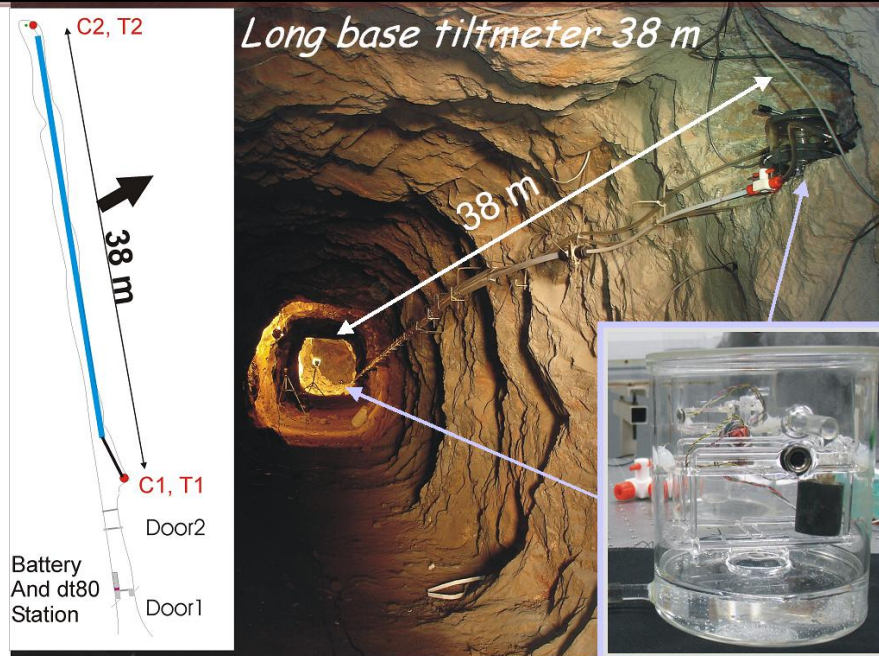 Long base tiltmeter 38 m
C2, T2
38 m
C1, T1
Door2
Battery
And dt80
Station
Door1
38 m